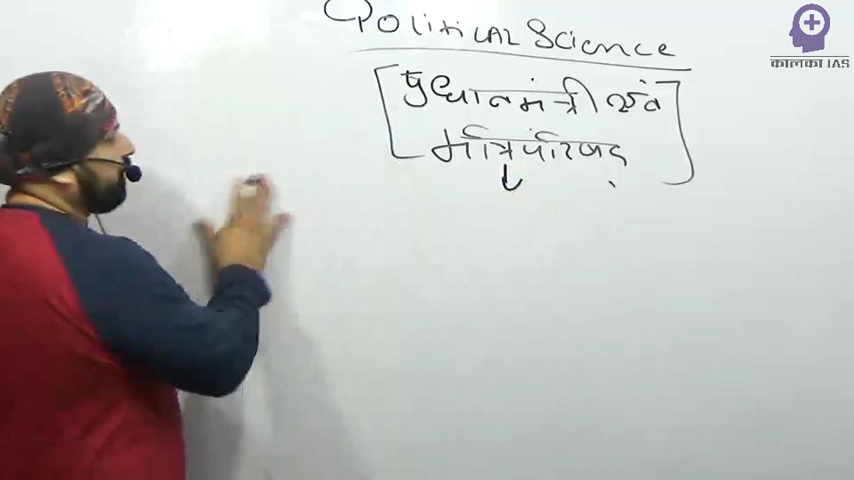 Political Science
प्रधानमंत्री एवं
मंत्रिपरिषद्
कालका IAS